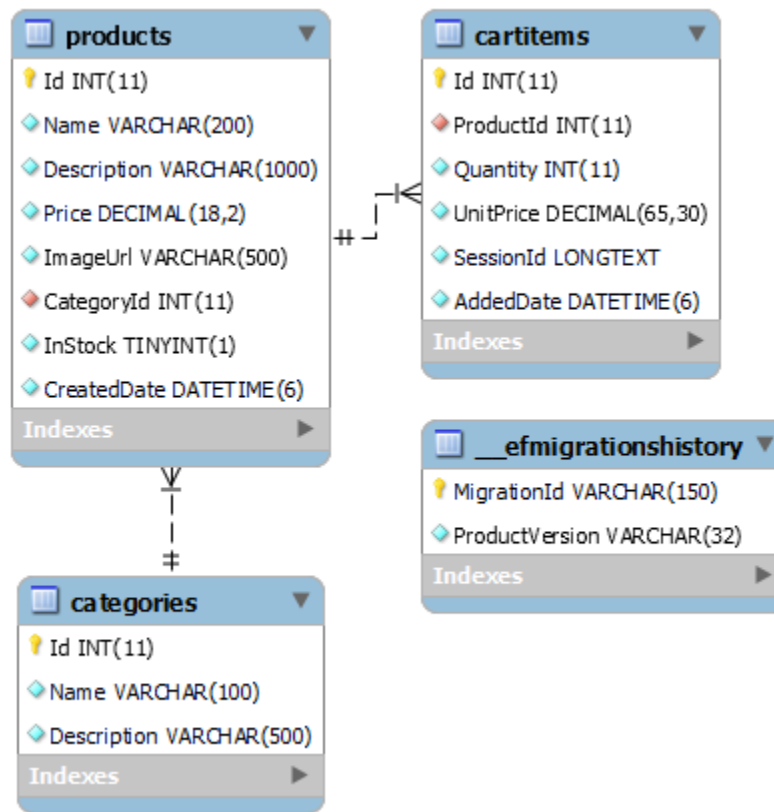 products
Id INT(11)
Name VARCHAR(200)
Description VARCHAR(1000)
Price DECIMAL(18,2)
ImageUrl VARCHAR(500)
CategoryId INT(11)
InStock TINYINT(1)
CreatedDate DATETIME(6)
Indexes
cartitems
Id INT(11)
ProductId INT(11)
Quantity INT(11)
UnitPrice DECIMAL(65,30)
SessionId LONGTEXT
AddedDate DATETIME(6)
Indexes
__efmigrationshistory
MigrationId VARCHAR(150)
ProductVersion VARCHAR(32)
Indexes
categories
Id INT(11)
Name VARCHAR(100)
Description VARCHAR(500)
Indexes